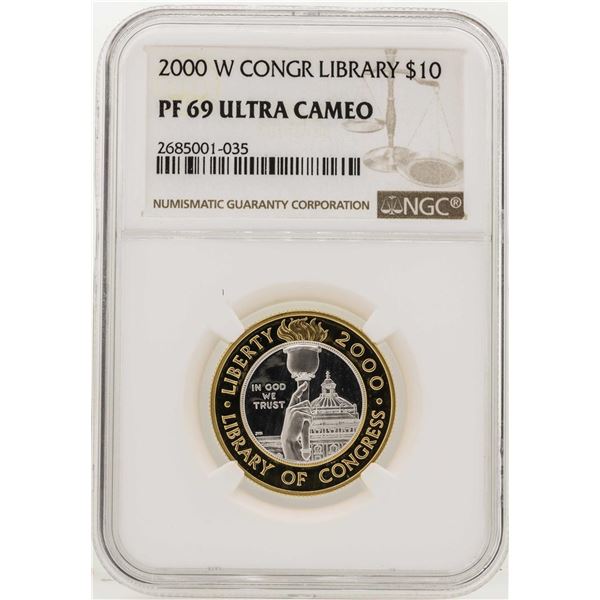 2000 W CONGR LIBRARY $10
PF 69 ULTRA CAMEO
2685001-035
NUMISMATIC GUARANTY CORPORATION NGC®
LIBERTY 2000
IN GOD
WE
TRUST
LIBRARY OF CONGRESS